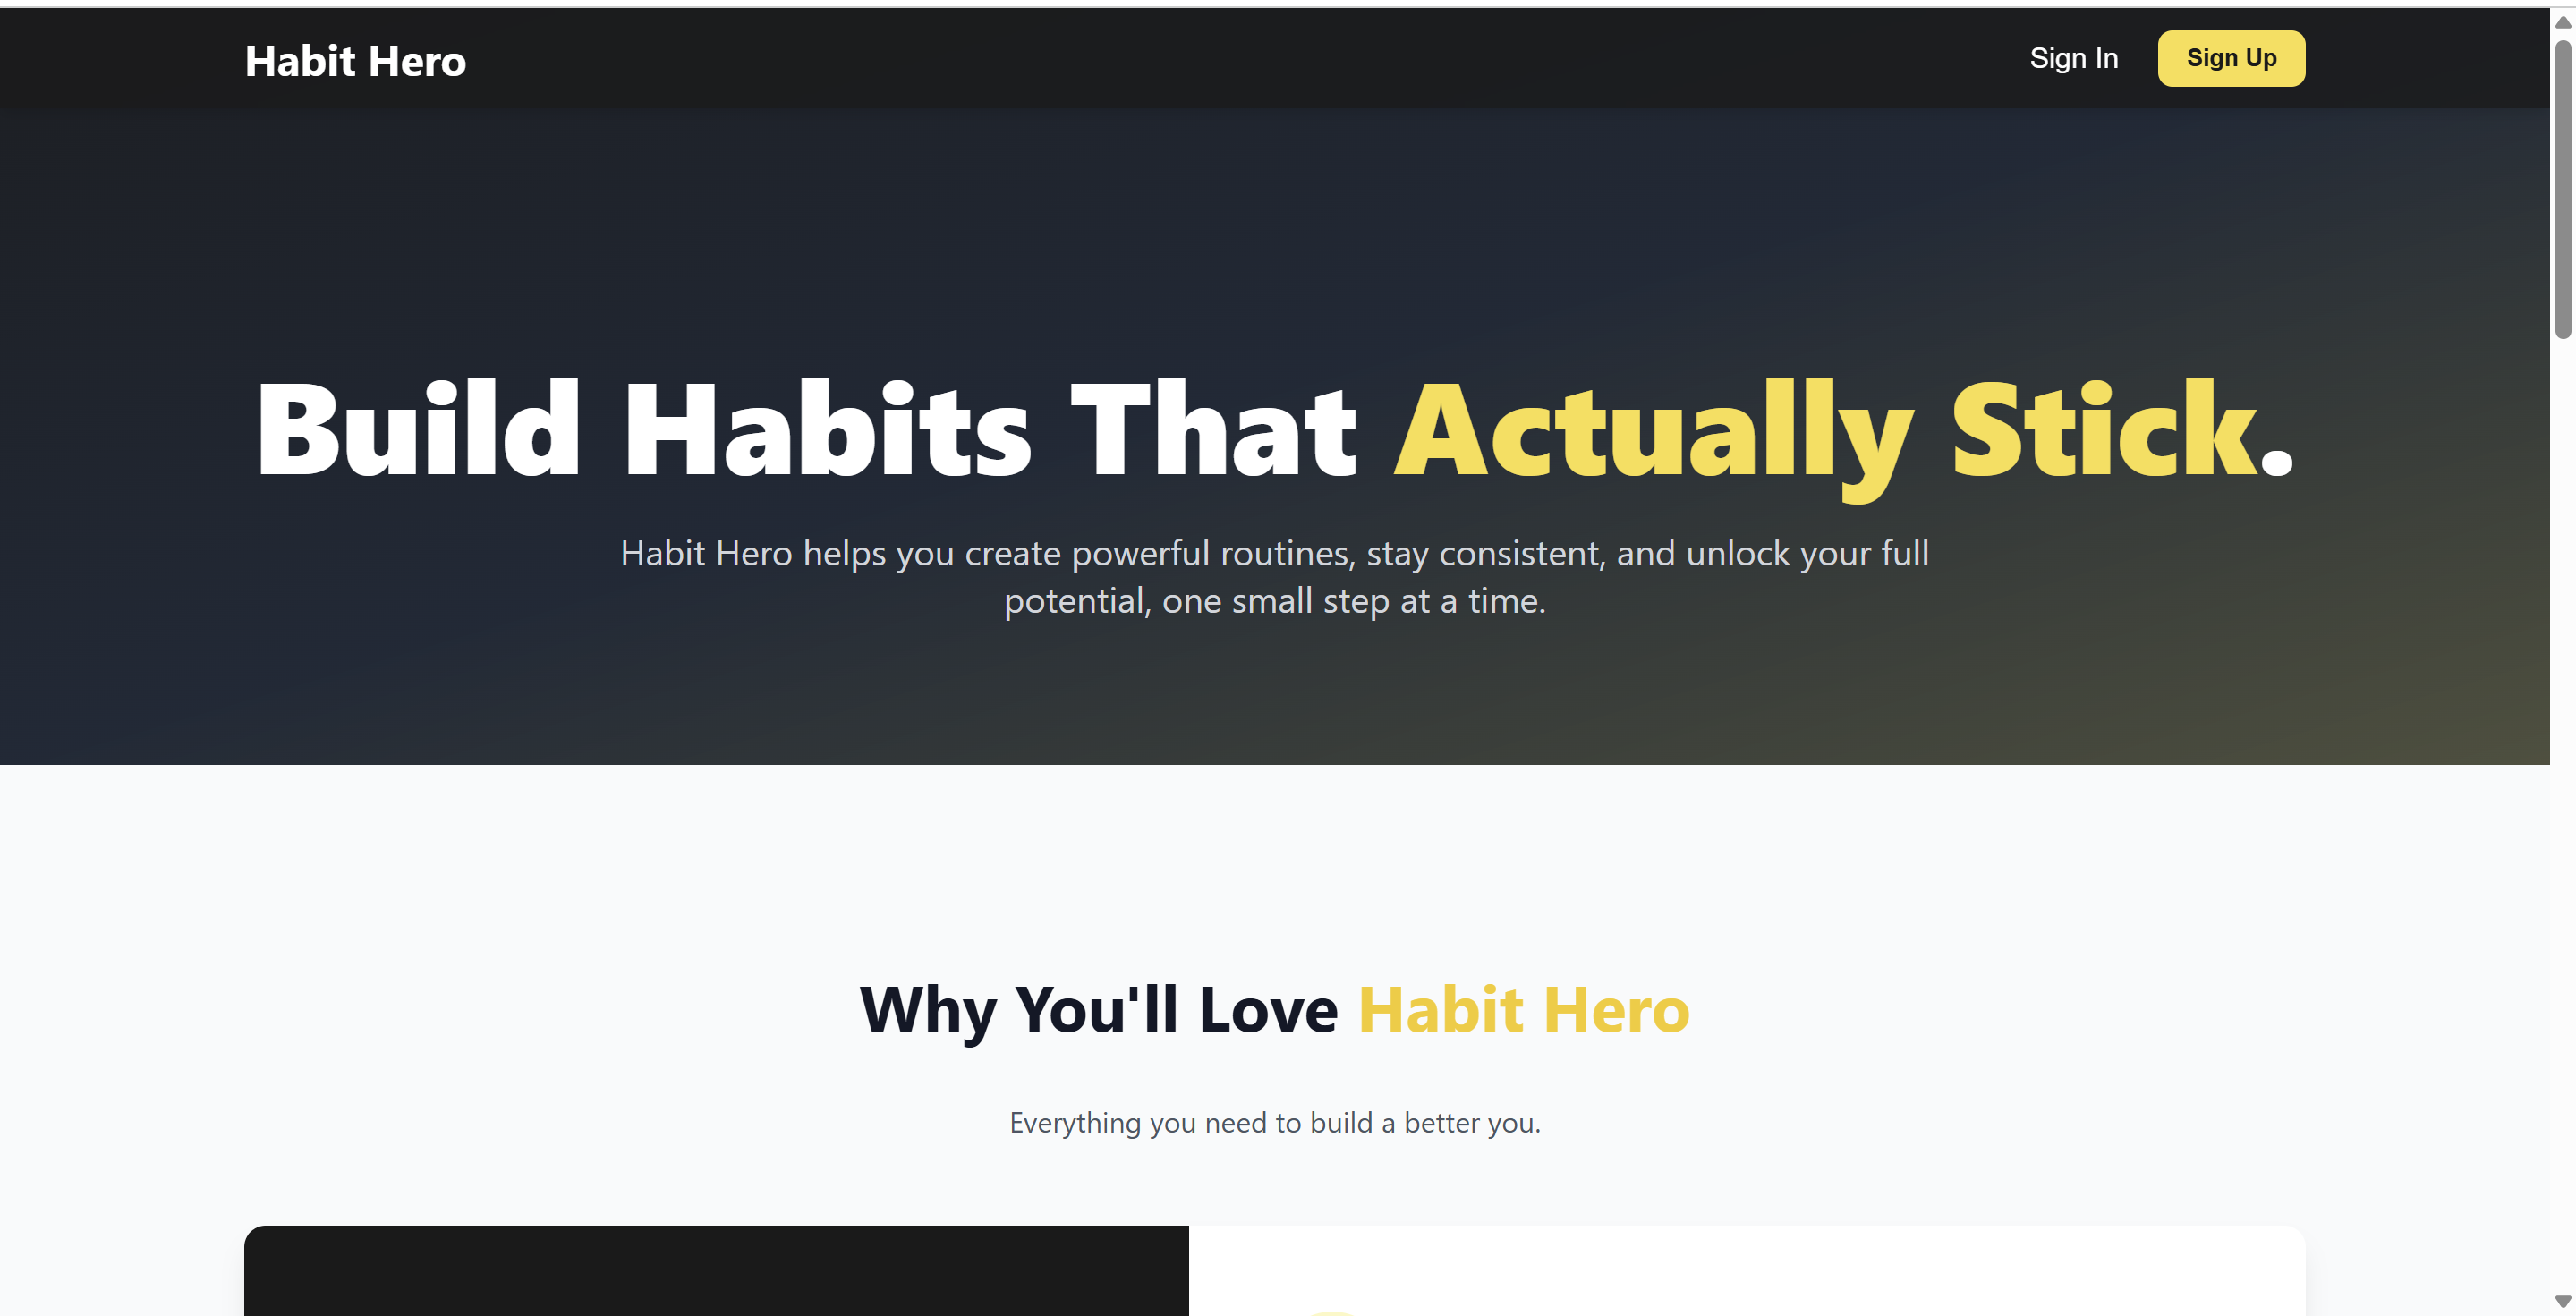 Habit Hero
Sign In
Sign Up
Build Habits That Actually Stick.
Habit Hero helps you create powerful routines, stay consistent, and unlock your full
potential, one small step at a time.
Why You'll Love Habit Hero
Everything you need to build a better you.